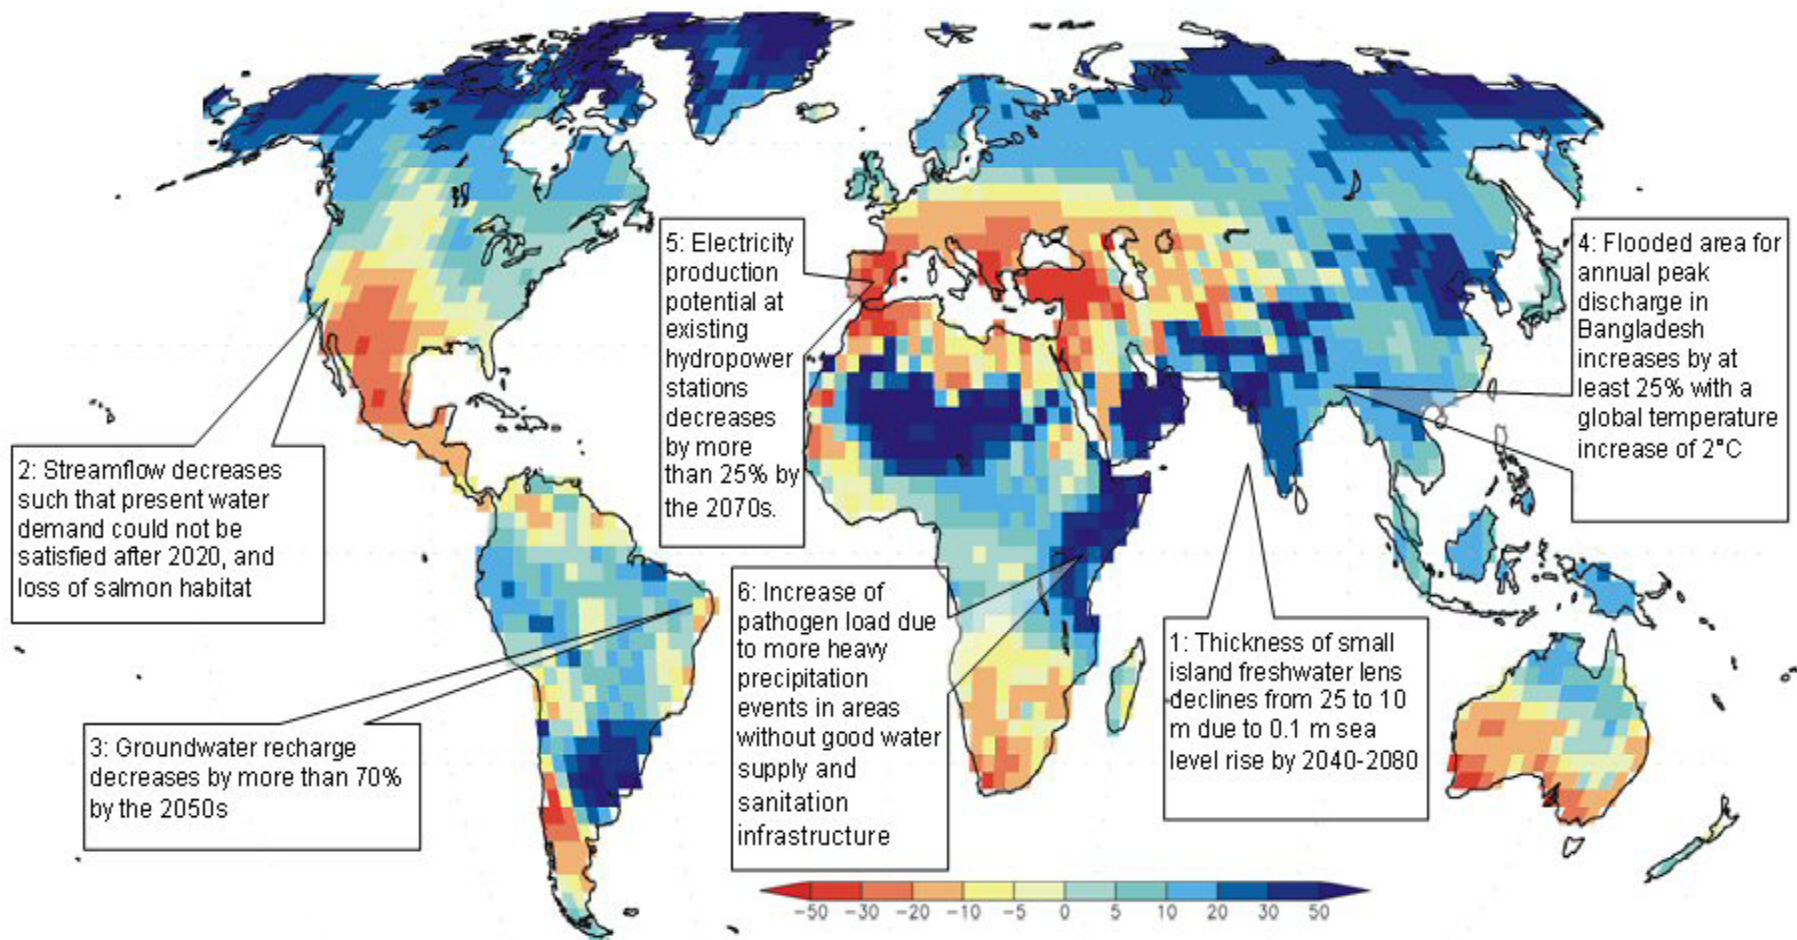 5: Electricity
production
potential at
existing
hydropower
stations
decreases
by more
than 25% by
the 2070s.
4: Flooded area for
annual peak
discharge in
Bangladesh
increases by at
least 25% with a
global temperature
increase of 2°C
2: Streamflow decreases
such that present water
demand could not be
satisfied after 2020, and
loss of salmon habitat
6: Increase of
pathogen load due
to more heavy
precipitation
events in areas
without good water
supply and
sanitation
infrastructure
1: Thickness of small
island freshwater lens
declines from 25 to 10
m due to 0.1 m sea
level rise by 2040-2080
3: Groundwater recharge
decreases by more than 70%
by the 2050s
-50 -30 -20 -10 -5 0 5 10 20 30 50